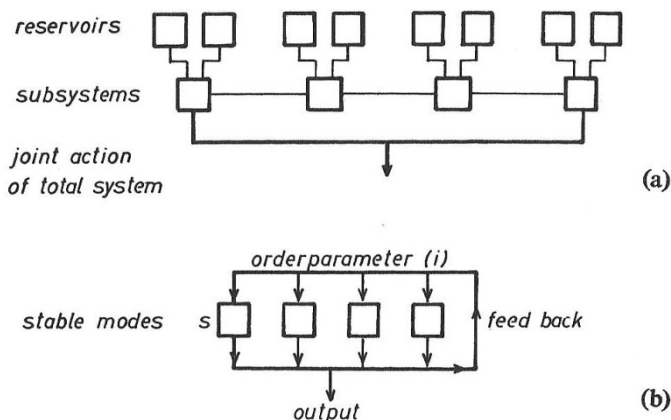 reservoirs
subsystems
joint action
of total system
(a)
orderparameter (i)
stable modes s
feed back
output
(b)